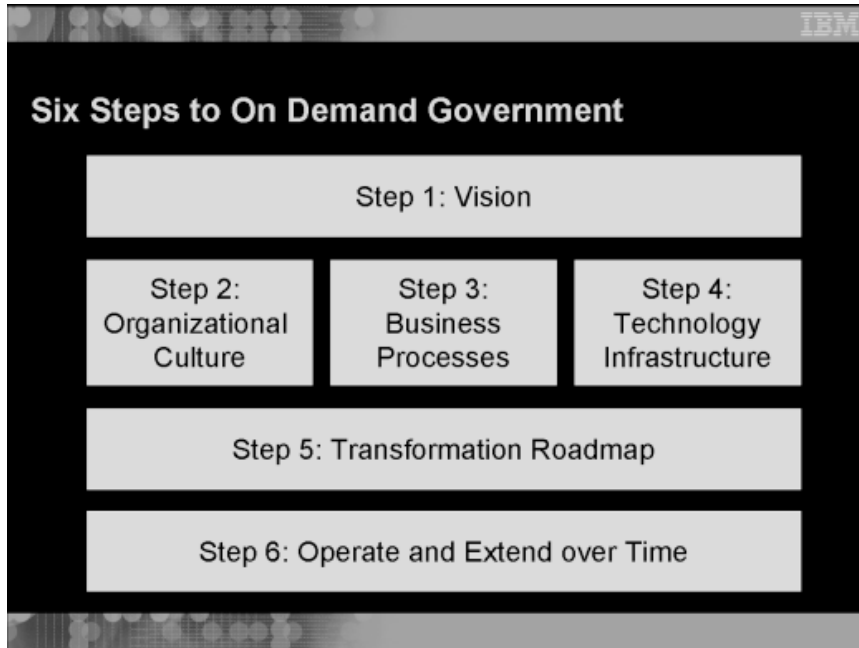 IBM
Six Steps to On Demand Government
Step 1: Vision
Step 2:
Organizational
Culture
Step 3:
Business
Processes
Step 4:
Technology
Infrastructure
Step 5: Transformation Roadmap
Step 6: Operate and Extend over Time